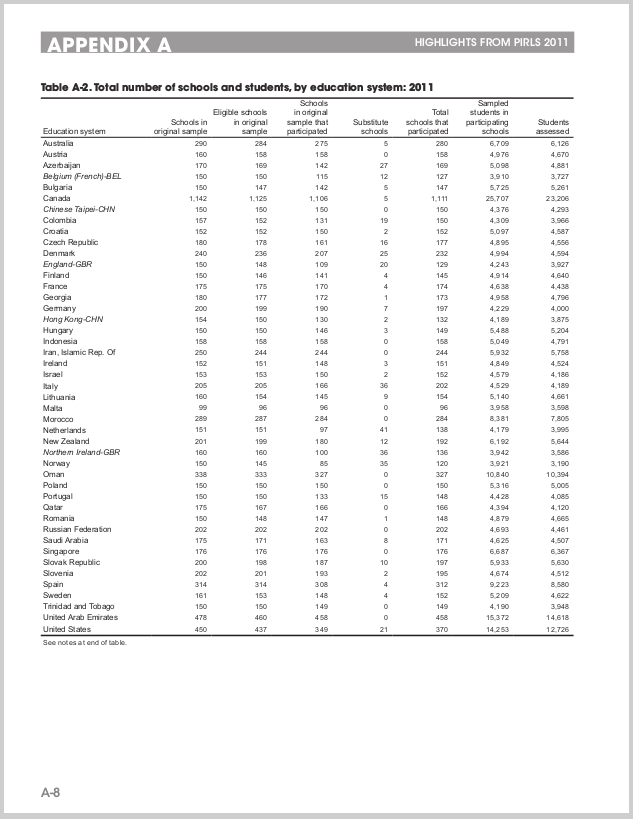 APPENDIX A
HIGHLIGHTS FROM PIRLS 2011
Table A-2. Total number of schools and students, by education system: 2011
Education system Schools in original sample Eligible schools in original sample Schools in original sample that participated Substitute schools Total schools that participated Sampled students in participating schools Students assessed
Australia 290 284 275 5 280 6,709 6,126
Austria 160 158 158 0 158 4,976 4,670
Azerbaijan 170 169 142 27 169 5,098 4,881
Belgium (French)-BEL 150 150 115 12 127 3,910 3,727
Bulgaria 150 147 142 5 147 5,725 5,261
Canada 1,142 1,125 1,106 5 1,111 25,707 23,206
Chinese Taipei-CHN 150 150 150 0 150 4,376 4,293
Colombia 157 152 131 19 150 4,309 3,966
Croatia 152 152 150 2 152 5,097 4,587
Czech Republic 180 178 161 16 177 4,895 4,556
Denmark 240 236 207 25 232 4,994 4,594
England-GBR 150 148 109 20 129 4,243 3,927
Finland 150 146 141 4 145 4,914 4,640
France 175 175 170 4 174 4,638 4,438
Georgia 180 177 172 1 173 4,958 4,796
Germany 200 199 190 7 197 4,229 4,000
Hong Kong-CHN 154 150 130 2 132 4,189 3,875
Hungary 150 150 146 3 149 5,488 5,204
Indonesia 158 158 158 0 158 5,049 4,791
Iran, Islamic Rep. Of 250 244 244 0 244 5,932 5,758
Ireland 152 151 148 3 151 4,849 4,524
Israel 153 153 150 2 152 4,579 4,186
Italy 205 205 166 36 202 4,529 4,189
Lithuania 160 154 145 9 154 5,140 4,661
Malta 99 96 96 0 96 3,958 3,598
Morocco 289 287 284 0 284 8,381 7,805
Netherlands 151 151 97 41 138 4,179 3,995
New Zealand 201 199 180 12 192 6,192 5,644
Northern Ireland-GBR 160 160 100 36 136 3,942 3,586
Norway 150 145 85 35 120 3,921 3,190
Oman 338 333 327 0 327 10,840 10,394
Poland 150 150 150 0 150 5,316 5,005
Portugal 150 150 133 15 148 4,428 4,085
Qatar 175 167 166 0 166 4,394 4,120
Romania 150 148 147 1 148 4,879 4,665
Russian Federation 202 202 202 0 202 4,693 4,461
Saudi Arabia 175 171 163 8 171 4,625 4,507
Singapore 176 176 176 0 176 6,687 6,367
Slovak Republic 200 198 187 10 197 5,933 5,630
Slovenia 202 201 193 2 195 4,674 4,512
Spain 314 314 308 4 312 9,223 8,580
Sweden 161 153 148 4 152 5,209 4,622
Trinidad and Tobago 150 150 149 0 149 4,190 3,948
United Arab Emirates 478 460 458 0 458 15,372 14,618
United States 450 437 349 21 370 14,253 12,726
See notes at end of table.
A-8